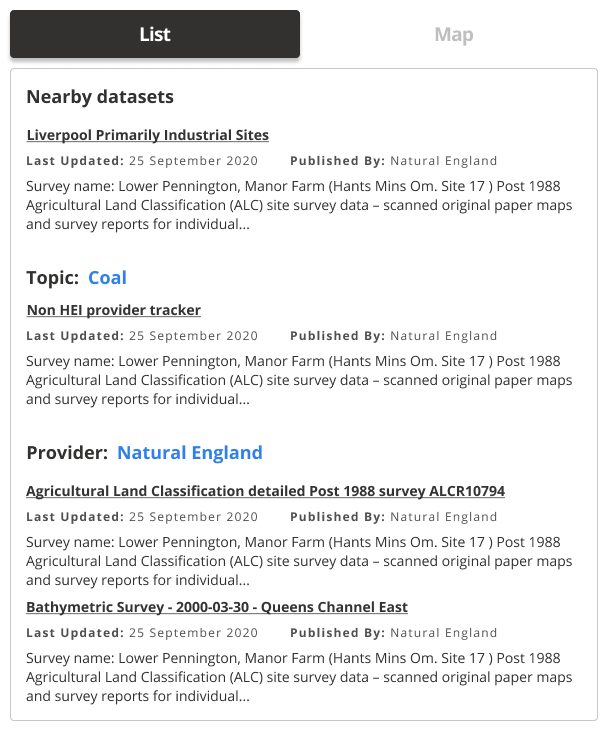 List
Map
Nearby datasets
Liverpool Primarily Industrial Sites
Last Updated: 25 September 2020 Published By: Natural England
Survey name: Lower Pennington, Manor Farm (Hants Mins Om. Site 17 ) Post 1988
Agricultural Land Classification (ALC) site survey data – scanned original paper maps
and survey reports for individual...
Topic: Coal
Non HEI provider tracker
Last Updated: 25 September 2020 Published By: Natural England
Survey name: Lower Pennington, Manor Farm (Hants Mins Om. Site 17 ) Post 1988
Agricultural Land Classification (ALC) site survey data – scanned original paper maps
and survey reports for individual...
Provider: Natural England
Agricultural Land Classification detailed Post 1988 survey ALCR10794
Last Updated: 25 September 2020 Published By: Natural England
Survey name: Lower Pennington, Manor Farm (Hants Mins Om. Site 17 ) Post 1988
Agricultural Land Classification (ALC) site survey data – scanned original paper maps
and survey reports for individual...
Bathymetric Survey - 2000-03-30 - Queens Channel East
Last Updated: 25 September 2020 Published By: Natural England
Survey name: Lower Pennington, Manor Farm (Hants Mins Om. Site 17 ) Post 1988
Agricultural Land Classification (ALC) site survey data – scanned original paper maps
and survey reports for individual...